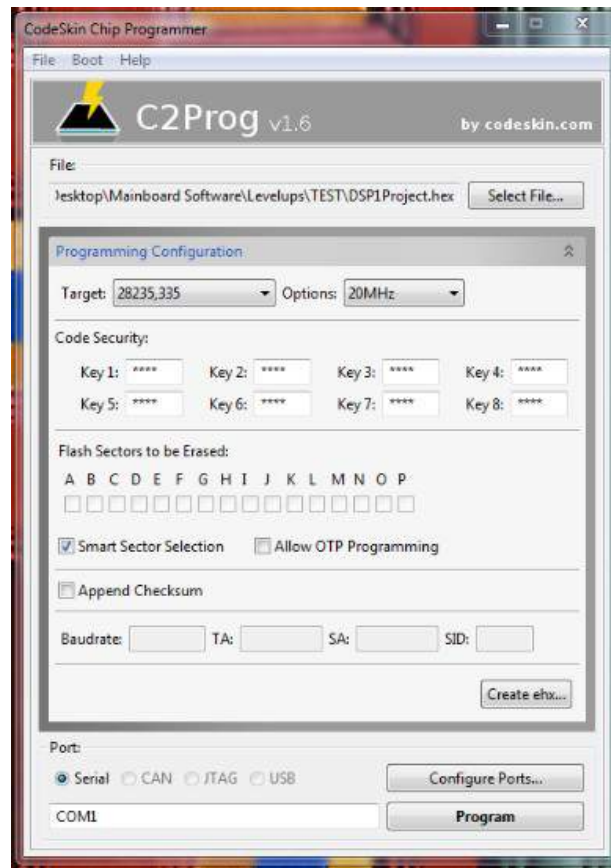 CodeSkin Chip Programmer
File Boot Help
C2Prog v1.6 by codeskin.com
File:
Desktop\Mainboard Software\Levelups\TEST\DSP1Project.hex Select File...
Programming Configuration
Target: 28235,335 Options: 20MHz
Code Security:
Key 1: **** Key 2: **** Key 3: **** Key 4: ****
Key 5: **** Key 6: **** Key 7: **** Key 8: ****
Flash Sectors to be Erased:
A B C D E F G H I J K L M N O P
Smart Sector Selection Allow OTP Programming
Append Checksum
Baudrate: TA: SA: SID:
Create ehx...
Port:
Serial CAN JTAG USB Configure Ports...
COM1 Program